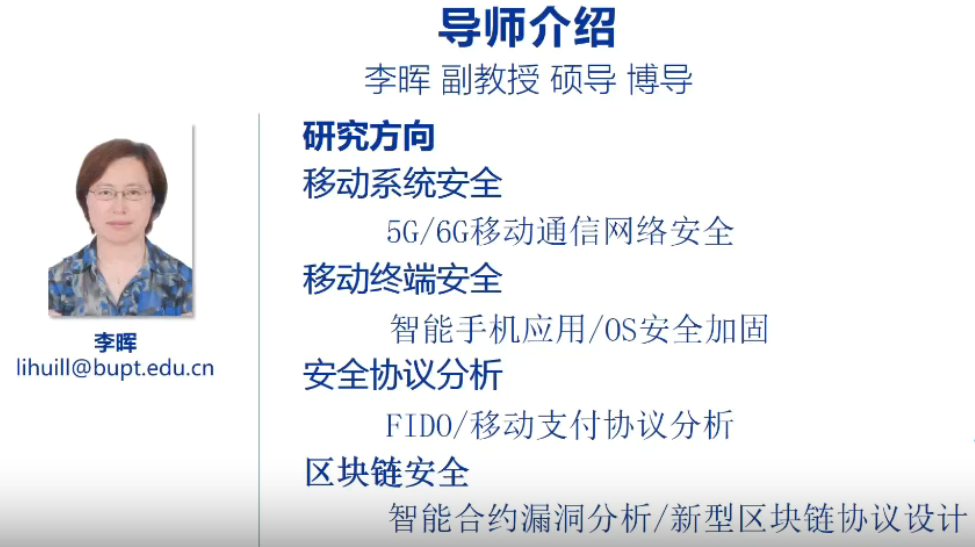 导师介绍
李晖 副教授 硕导 博导
李晖
lihuill@bupt.edu.cn
研究方向
移动系统安全
5G/6G移动通信网络安全
移动终端安全
智能手机应用/OS安全加固
安全协议分析
FIDO/移动支付协议分析
区块链安全
智能合约漏洞分析/新型区块链协议设计